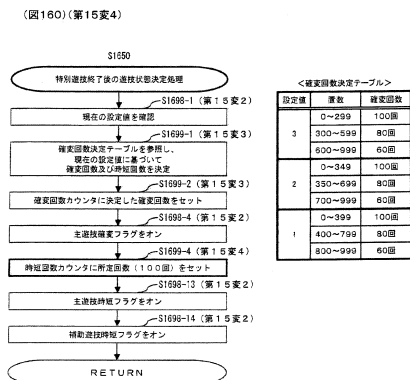 (図160)(第15変4)
S1650
特別遊技終了後の遊技状態決定処理
S1698-1(第15変2)
現在の設定値を確認
S1699-1(第15変3)
確変回数決定テーブルを参照し、
現在の設定値に基づいて
確変回数及び時短回数を決定
S1699-2(第15変3)
確変回数カウンタに決定した確変回数をセット
S1698-4(第15変2)
主遊技確変フラグをオン
S1699-4(第15変4)
時短回数カウンタに所定回数(100回)をセット
S1698-13(第15変2)
主遊技時短フラグをオン
S1698-14(第15変2)
補助遊技時短フラグをオン
RETURN
<確変回数決定テーブル>
設定値 置数 確変回数
3 0~299 100回
300~599 80回
600~999 60回
2 0~349 100回
350~699 80回
700~999 60回
1 0~399 100回
400~799 80回
800~999 60回